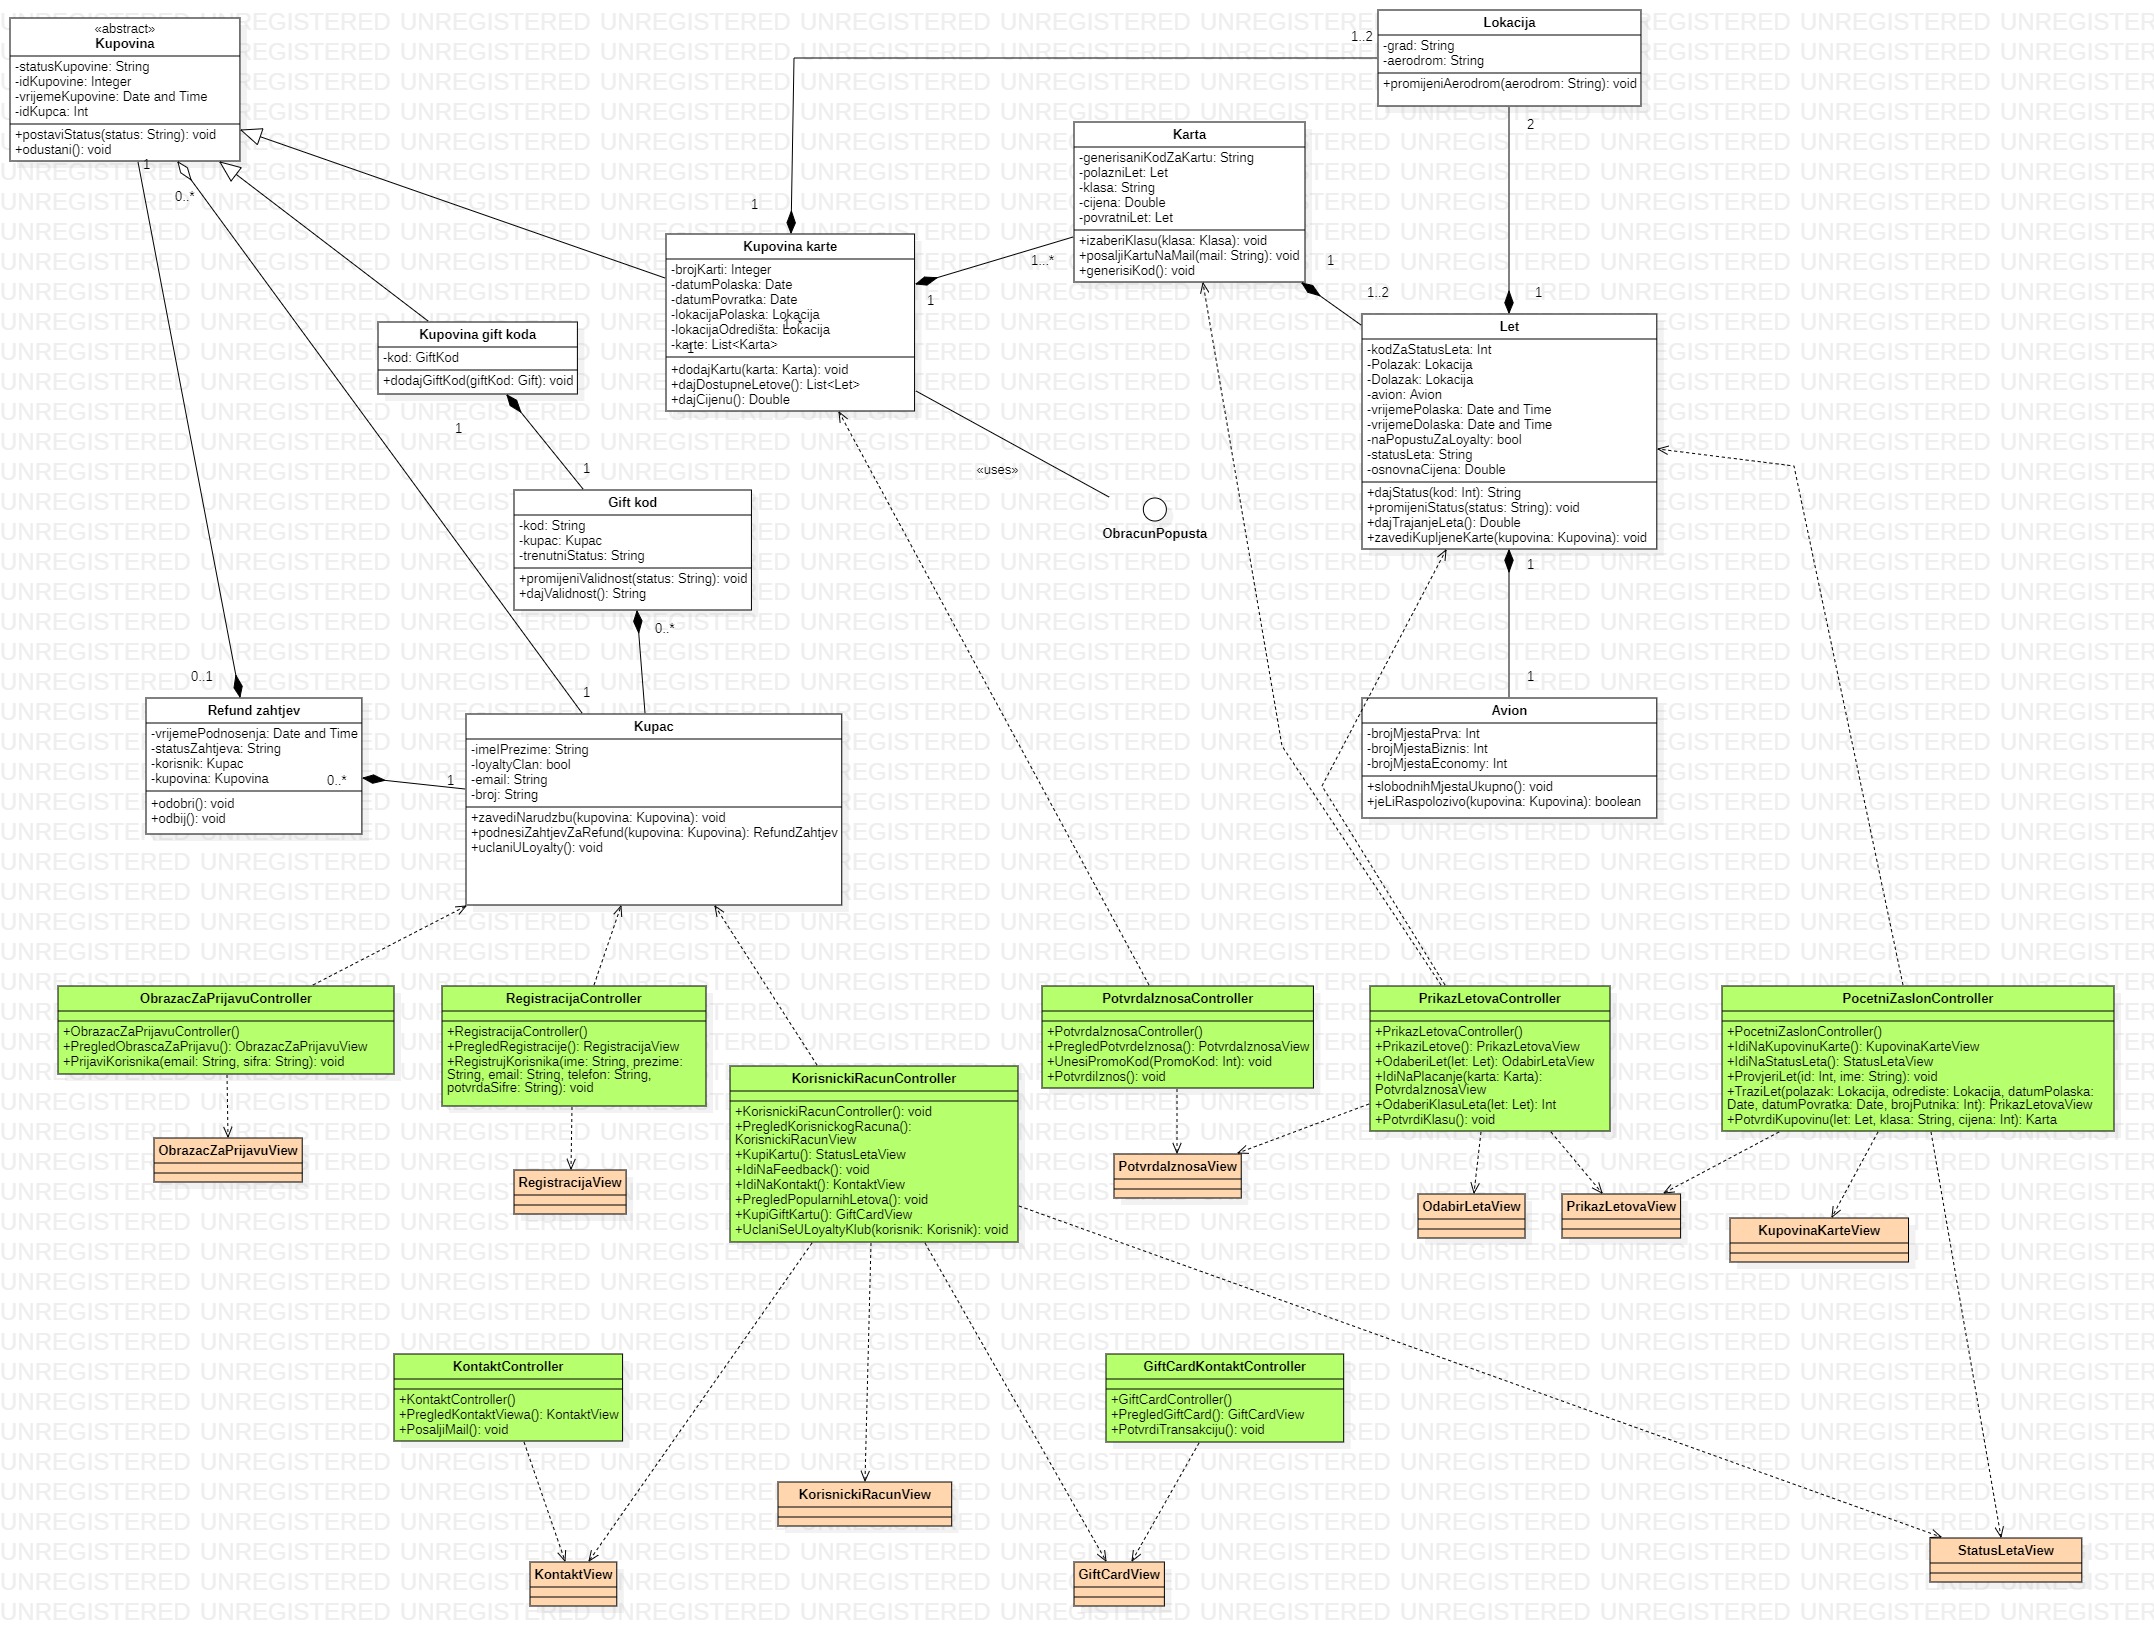 «abstract»
Kupovina
-statusKupovine: String
-idKupovine: Integer
-vrijemeKupovine: Date and Time
-idKupca: Int
+postaviStatus(status: String): void
+odustani(): void
1
0..*
Lokacija
-grad: String
-aerodrom: String
+promijeniAerodrom(aerodrom: String): void
1..2
2
Karta
-generisaniKodZaKartu: String
-polazniLet: Let
-klasa: String
-cijena: Double
-povratniLet: Let
+izaberiKlasu(klasa: Klasa): void
+posaljiKartuNaMail(mail: String): void
+generisiKod(): void
1
1...*
1
1..2
1
1
Kupovina karte
-brojKarti: Integer
-datumPolaska: Date
-datumPovratka: Date
-lokacijaPolaska: Lokacija
-lokacijaOdredišta: Lokacija
-karte: List<Karta>
+dodajKartu(karta: Karta): void
+dajDostupneLetove(): List<Let>
+dajCijenu(): Double
1
Kupovina gift koda
-kod: GiftKod
+dodajGiftKod(giftKod: Gift): void
1
1
Let
-kodZaStatusLeta: Int
-Polazak: Lokacija
-Dolazak: Lokacija
-avion: Avion
-vrijemePolaska: Date and Time
-vrijemeDolaska: Date and Time
-naPopustuZaLoyalty: bool
-statusLeta: String
-osnovnaCijena: Double
+dajStatus(kod: Int): String
+promijeniStatus(status: String): void
+dajTrajanjeLeta(): Double
+zavediKupljeneKarte(kupovina: Kupovina): void
1
1
«uses»
ObracunPopusta
Gift kod
-kod: String
-kupac: Kupac
-trenutniStatus: String
+promijeniValidnost(status: String): void
+dajValidnost(): String
0..*
0..1
1
Refund zahtjev
-vrijemePodnosenja: Date and Time
-statusZahtjeva: String
-korisnik: Kupac
-kupovina: Kupovina
+odobri(): void
+odbij(): void
0..*
1
Kupac
-imeIPrezime: String
-loyaltyClan: bool
-email: String
-broj: String
+zavediNarudzbu(kupovina: Kupovina): void
+podnesiZahtjevZaRefund(kupovina: Kupovina): RefundZahtjev
+uclaniULoyalty(): void
Avion
-brojMjestaPrva: Int
-brojMjestaBiznis: Int
-brojMjestaEconomy: Int
+slobodnihMjestaUkupno(): void
+jeLiRaspolozivo(kupovina: Kupovina): boolean
ObrazacZaPrijavuController
+ObrazacZaPrijavuController()
+PregledObrascaZaPrijavu(): ObrazacZaPrijavuView
+PrijaviKorisnika(email: String, sifra: String): void
RegistracijaController
+RegistracijaController()
+PregledRegistracije(): RegistracijaView
+RegistrujKorisnika(ime: String, prezime:
String, email: String, telefon: String,
potvrdaSifre: String): void
KorisnickiRacunController
+KorisnickiRacunController(): void
+PregledKorisnickogRacuna():
KorisnickiRacunView
+KupiKartu(): StatusLetaView
+IdiNaFeedback(): void
+IdiNaKontakt(): KontaktView
+PregledPopularnihLetova(): void
+KupiGiftKartu(): GiftCardView
+UclaniSeULoyaltyKlub(korisnik: Korisnik): void
PotvrdaIznosaController
+PotvrdaIznosaController()
+PregledPotvrdeIznosa(): PotvrdaIznosaView
+UnesiPromoKod(PromoKod: Int): void
+PotvrdiIznos(): void
PrikazLetovaController
+PrikazLetovaController()
+PrikaziLetove(): PrikazLetovaView
+OdaberiLet(let: Let): OdabirLetaView
+IdiNaPlacanje(karta: Karta):
PotvrdaIznosaView
+OdaberiKlasuLeta(let: Let): Int
+PotvrdiKlasu(): void
PocetniZaslonController
+PocetniZaslonController()
+IdiNaKupovinuKarte(): KupovinaKarteView
+IdiNaStatusLeta(): StatusLetaView
+ProvjeriLet(id: Int, ime: String): void
+TraziLet(polazak: Lokacija, odrediste: Lokacija, datumPolaska:
Date, datumPovratka: Date, brojPutnika: Int): PrikazLetovaView
+PotvrdiKupovinu(let: Let, klasa: String, cijena: Int): Karta
ObrazacZaPrijavuView
RegistracijaView
PotvrdaIznosaView
OdabirLetaView
PrikazLetovaView
KupovinaKarteView
KontaktController
+KontaktController()
+PregledKontaktViewa(): KontaktView
+PosaljiMail(): void
GiftCardKontaktController
+GiftCardController()
+PregledGiftCard(): GiftCardView
+PotvrdiTransakciju(): void
KorisnickiRacunView
KontaktView
GiftCardView
StatusLetaView
UNREGISTERED